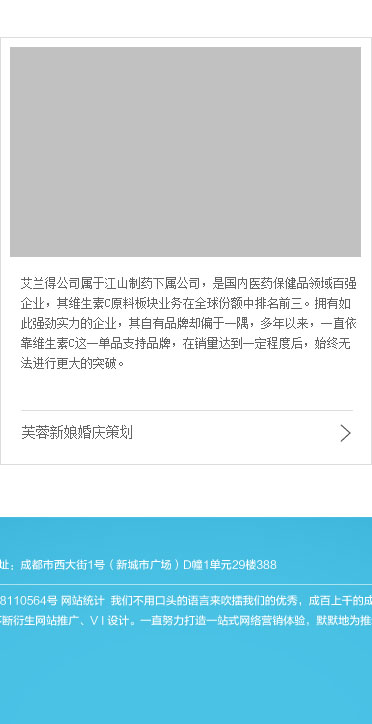 艾兰得公司属于江山制药下属公司，是国内医药保健品领域百强
企业，其维生素C原料板块业务在全球份额中排名前三。拥有如
此强劲实力的企业，其自有品牌却偏于一隅，多年以来，一直依
靠维生素C这一单品支持品牌，在销量达到一定程度后，始终无
法进行更大的突破。
芙蓉新娘婚庆策划
址：成都市西大街1号（新城市广场）D幢1单元29楼388
8110564号 网站统计 我们不用口头的语言来吹擂我们的优秀，成百上千的成
断衍生网站推广、V I 设计。一直努力打造一站式网络营销体验，默默地为推